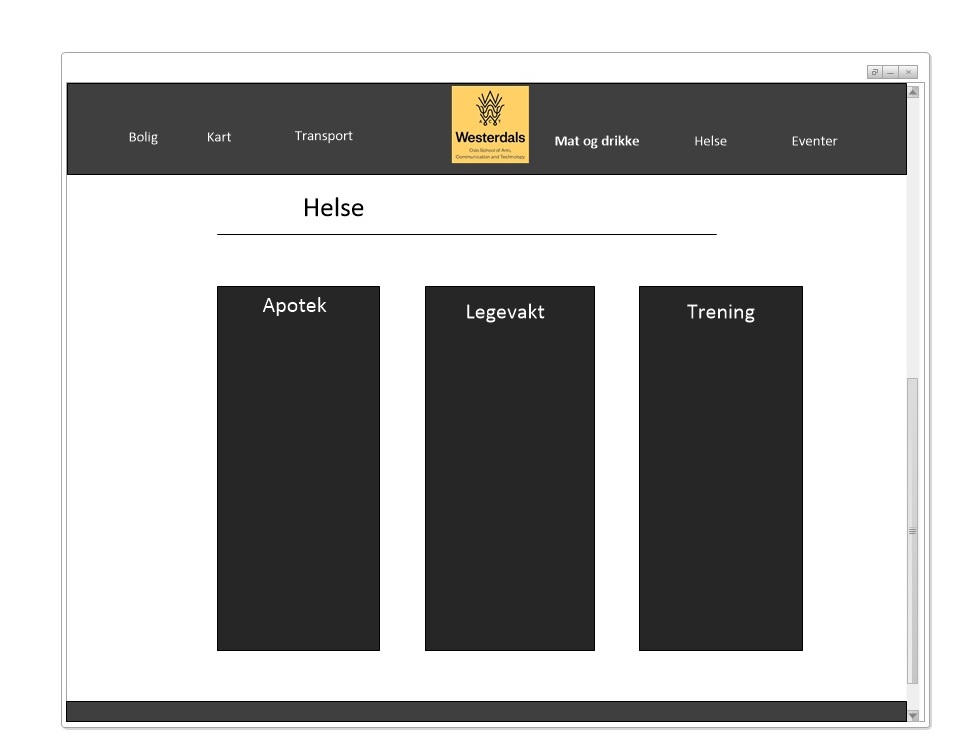 Bolig
Kart
Transport
Westerdals
Oslo School of Arts,
Communication and Technology
Mat og drikke
Helse
Eventer
Helse
Apotek
Legevakt
Trening